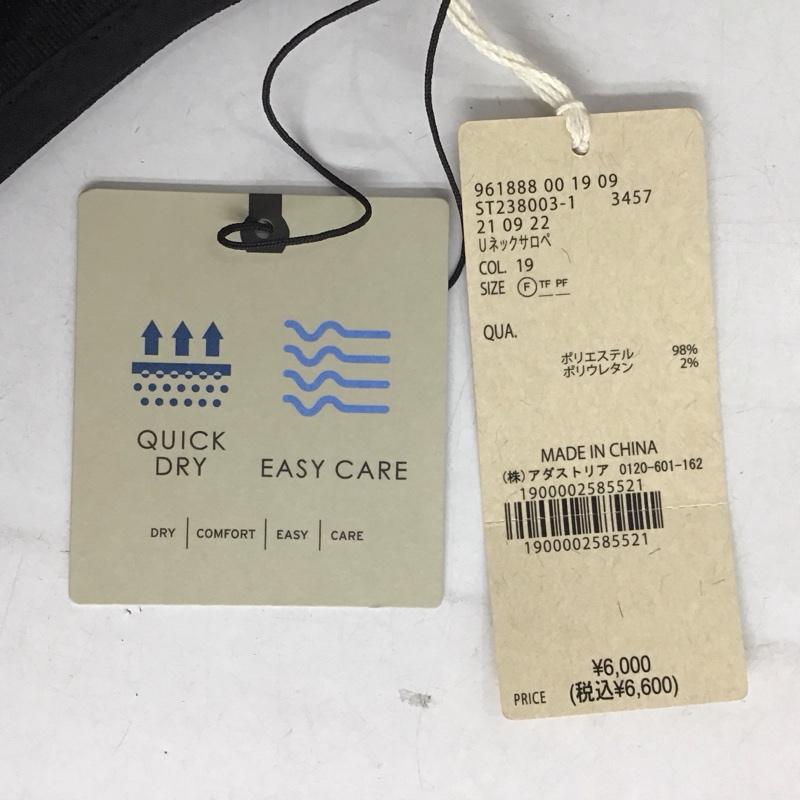 QUICK
DRY
EASY CARE
DRY | COMFORT | EASY | CARE
961888 00 19 09
ST238003-1 3457
21 09 22
Uネックサロペ
COL. 19
SIZE F TF PF
QUA.
ポリエステル 98%
ポリウレタン 2%
MADE IN CHINA
(株)アダストリア 0120-601-162
1900002585521
1900002585521
¥6,000
PRICE (税込¥6,600)